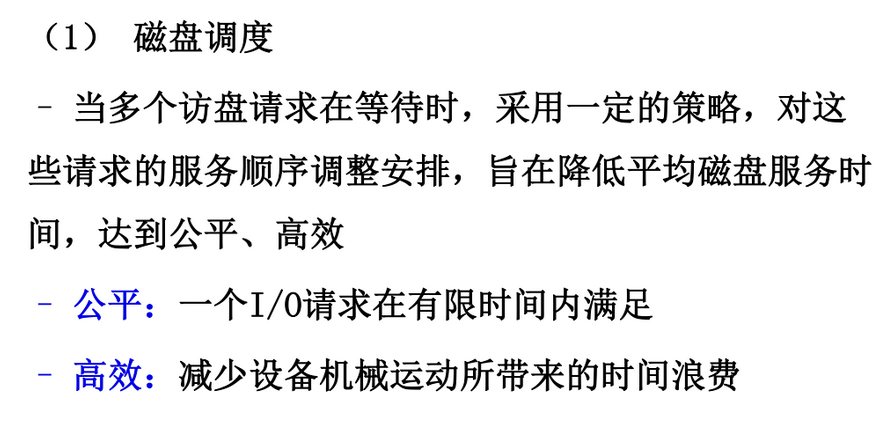 （1） 磁盘调度
– 当多个访盘请求在等待时，采用一定的策略，对这
些请求的服务顺序调整安排，旨在降低平均磁盘服务时
间，达到公平、高效
– 公平：一个I/O请求在有限时间内满足
– 高效：减少设备机械运动所带来的时间浪费